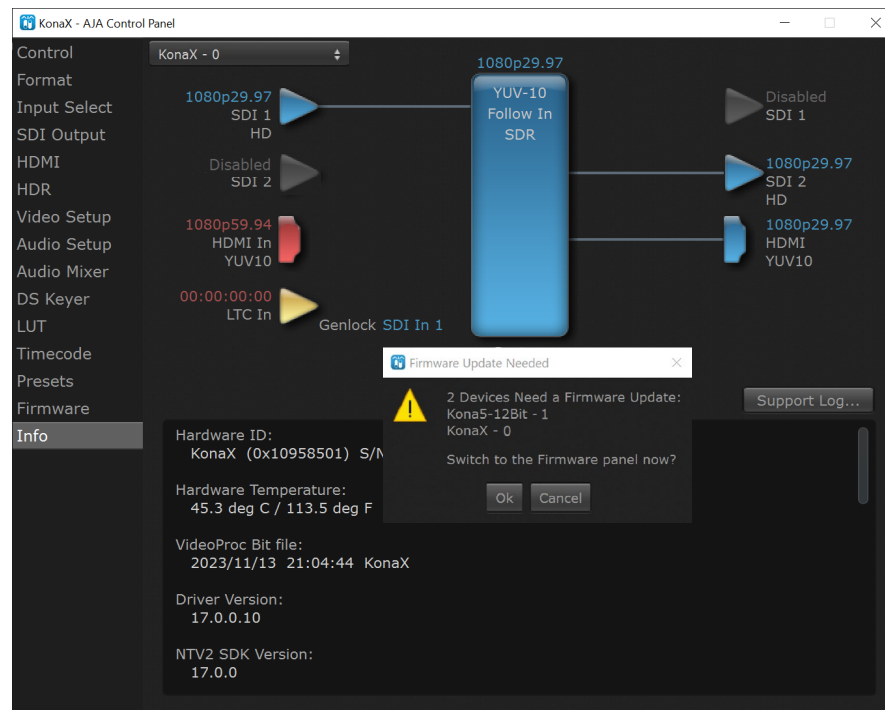 KonaX - AJA Control Panel
Control
Format
Input Select
SDI Output
HDMI
HDR
Video Setup
Audio Setup
Audio Mixer
DS Keyer
LUT
Timecode
Presets
Firmware
Info
KonaX - 0
1080p29.97
SDI 1
HD
Disabled
SDI 2
1080p59.94
HDMI In
YUV10
00:00:00:00
LTC In
Genlock SDI In 1
1080p29.97
YUV-10
Follow In
SDR
Disabled
SDI 1
1080p29.97
SDI 2
HD
1080p29.97
HDMI
YUV10
Firmware Update Needed
2 Devices Need a Firmware Update:
Kona5-12Bit - 1
KonaX - 0
Switch to the Firmware panel now?
Ok
Cancel
Support Log...
Hardware ID:
KonaX (0x10958501) S/N
Hardware Temperature:
45.3 deg C / 113.5 deg F
VideoProc Bit file:
2023/11/13 21:04:44 KonaX
Driver Version:
17.0.0.10
NTV2 SDK Version:
17.0.0